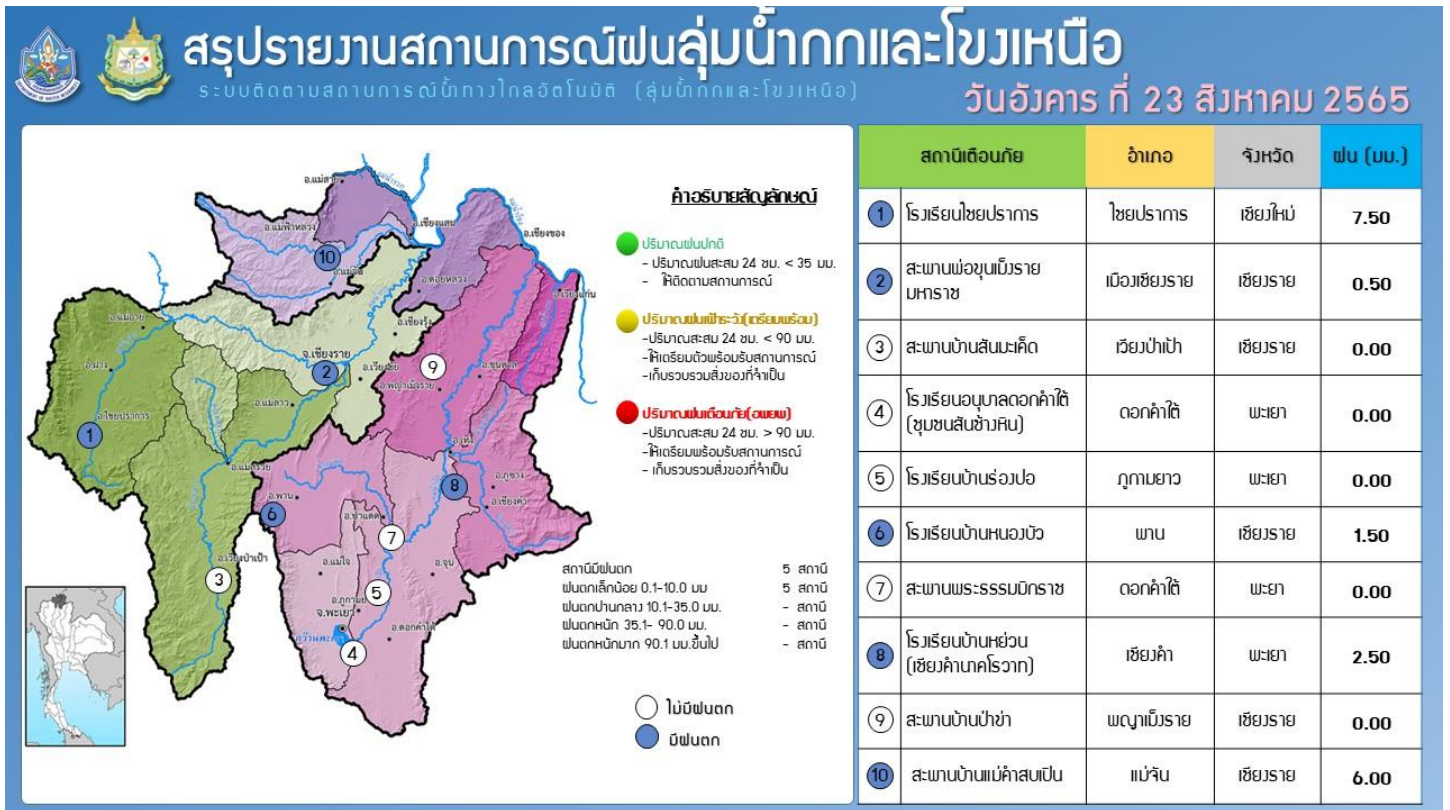 สรุปรายงานสถานการณ์ฝนลุ่มน้ำกกและโขงเหนือ
ระบบติดตามสถานการณ์น้ำทางไกลอัตโนมัติ (ลุ่มน้ำกกและโขงเหนือ)
วันอังคาร ที่ 23 สิงหาคม 2565
อ.แม่สาย
แม่น้ำรวก
อ.แม่ฟ้าหลวง
อ.เชียงแสน
แม่น้ำโขง
อ.เชียงของ
10
อ.แม่จัน
อ.ดอยหลวง
อ.เวียงแก่น
อ.แม่อาย
อ.เชียงรุ้ง
จ.เชียงราย
2
อ.เวียงชัย
9
อ.ขุนตาล
อ.ฝาง
อ.พญาเม็งราย
อ.แม่ลาว
อ.ไชยปราการ
1
อ.เทิง
อ.แม่สรวย
8
อ.ภูซาง
อ.พาน
อ.เชียงคำ
6
อ.ป่าแดด
7
อ.เวียงป่าเป้า
อ.แม่ใจ
อ.จุน
3
5
อ.ภูกามยาว
จ.พะเยา
กว๊านพะเยา
อ.ดอกคำใต้
4
คำอธิบายสัญลักษณ์
ปริมาณฝนปกติ
- ปริมาณฝนสะสม 24 ชม. < 35 มม.
- ให้ติดตามสถานการณ์
ปริมาณฝนเฝ้าระวัง(เตรียมพร้อม)
-ปริมาณสะสม 24 ชม. < 90 มม.
-ให้เตรียมตัวพร้อมรับสถานการณ์
-เก็บรวบรวมสิ่งของที่จำเป็น
ปริมาณฝนเตือนภัย(อพยพ)
-ปริมาณสะสม 24 ชม. > 90 มม.
-ให้เตรียมพร้อมรับสถานการณ์
- เก็บรวบรวมสิ่งของที่จำเป็น
สถานีมีฝนตก 5 สถานี
ฝนตกเล็กน้อย 0.1-10.0 มม 5 สถานี
ฝนตกปานกลาง 10.1-35.0 มม. - สถานี
ฝนตกหนัก 35.1- 90.0 มม. - สถานี
ฝนตกหนักมาก 90.1 มม.ขึ้นไป - สถานี
ไม่มีฝนตก
มีฝนตก
สถานีเตือนภัย อำเภอ จังหวัด ฝน (มม.)
1 โรงเรียนไชยปราการ ไชยปราการ เชียงใหม่ 7.50
2 สะพานพ่อขุนเม็งราย
มหาราช เมืองเชียงราย เชียงราย 0.50
3 สะพานบ้านสันมะเค็ด เวียงป่าเป้า เชียงราย 0.00
4 โรงเรียนอนุบาลดอกคำใต้
(ชุมชนสันช้างหิน) ดอกคำใต้ พะเยา 0.00
5 โรงเรียนบ้านร่องปอ ภูกามยาว พะเยา 0.00
6 โรงเรียนบ้านหนองบัว พาน เชียงราย 1.50
7 สะพานพระธรรมมิกราช ดอกคำใต้ พะเยา 0.00
8 โรงเรียนบ้านหย่วน
(เชียงคำนาคโรวาท) เชียงคำ พะเยา 2.50
9 สะพานบ้านป่าข่า พญาเม็งราย เชียงราย 0.00
10 สะพานบ้านแม่คำสบเปิน แม่จัน เชียงราย 6.00